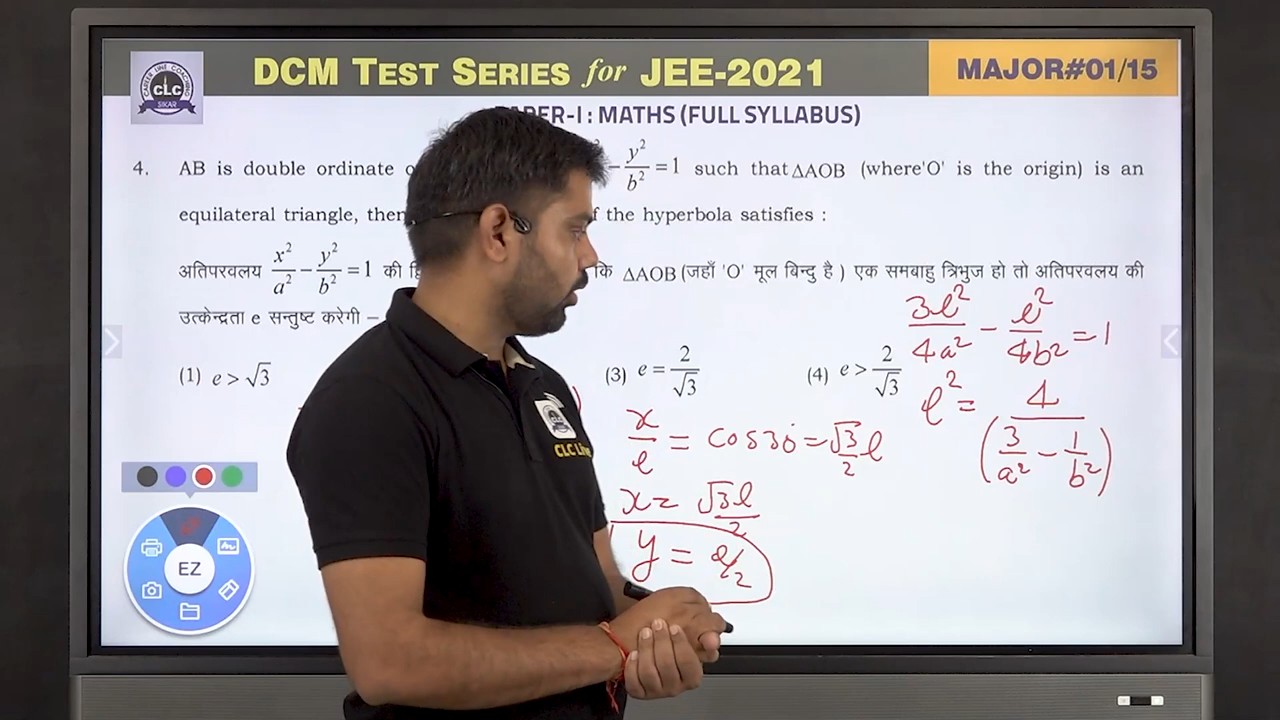 DCM TEST SERIES for JEE-2021
MAJOR#01/15
CLC
SIKAR
PAPER-I : MATHS (FULL SYLLABUS)
4. AB is double ordinate − y²/b² = 1 such that ΔAOB (where'O' is the origin) is an
equilateral triangle, then f the hyperbola satisfies :
अतिपरवलय x²/a² − y²/b² = 1 की कि ΔAOB (जहाँ 'O' मूल बिन्दु है ) एक समबाहु त्रिभुज हो तो अतिपरवलय की
उत्केन्द्रता e सन्तुष्ट करेगी –
(1) e > √3 (3) e = 2/√3 (4) e > 2/√3
3l²/4a² − l²/4b² = 1
l² = 4/(3/a² − 1/b²)
x/l = cos30 = √3/2 l
x = √3l/2
y = l/2
CLC
EZ